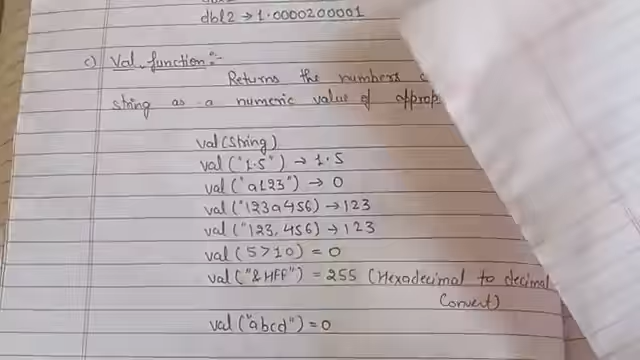 dbl2 → 1.0000200001
c) Val function:-
Returns the numbers
string as a numeric value of
val(string)
val("1.5") → 1.5
val("a123") → 0
val("123a456) → 123
val("123,456) → 123
val(5>10) = 0
val("&HFF") = 255 (Hexadecimal to decimal
Convert)
val("abcd") = 0